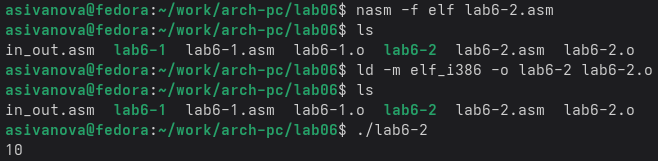 asivanova@fedora:~/work/arch-pc/lab06$ nasm -f elf lab6-2.asm
asivanova@fedora:~/work/arch-pc/lab06$ ls
in_out.asm  lab6-1  lab6-1.asm  lab6-1.o  lab6-2  lab6-2.asm  lab6-2.o
asivanova@fedora:~/work/arch-pc/lab06$ ld -m elf_i386 -o lab6-2 lab6-2.o
asivanova@fedora:~/work/arch-pc/lab06$ ls
in_out.asm  lab6-1  lab6-1.asm  lab6-1.o  lab6-2  lab6-2.asm  lab6-2.o
asivanova@fedora:~/work/arch-pc/lab06$ ./lab6-2
10